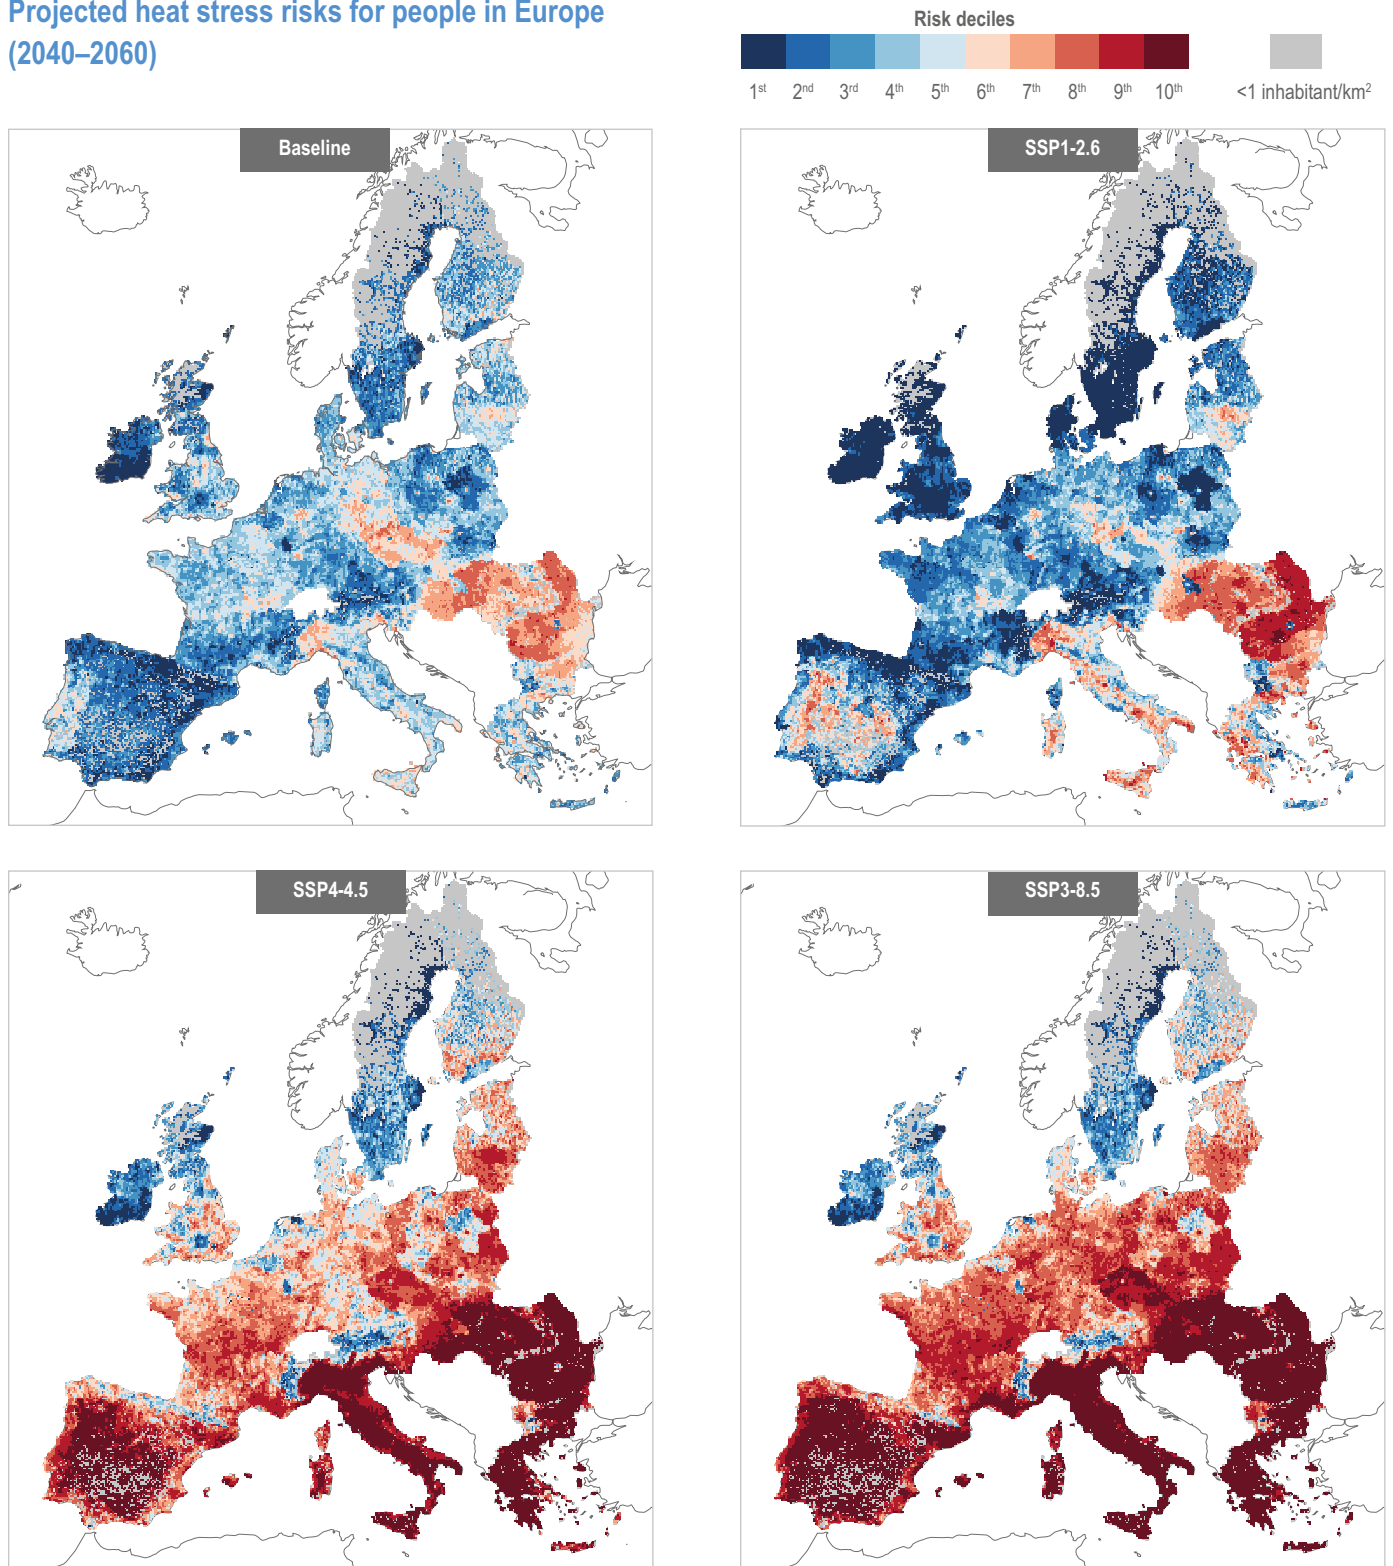 Projected heat stress risks for people in Europe
(2040–2060)
Risk deciles
1st 2nd 3rd 4th 5th 6th 7th 8th 9th 10th <1 inhabitant/km2
Baseline
SSP1-2.6
SSP4-4.5
SSP3-8.5